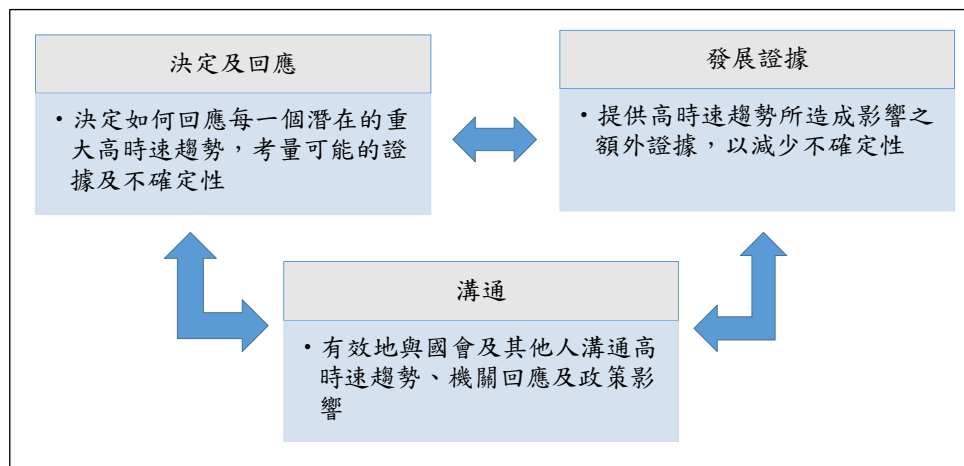 決定及回應
•決定如何回應每一個潛在的重
大高時速趨勢，考量可能的證
據及不確定性
發展證據
•提供高時速趨勢所造成影響之
額外證據，以減少不確定性
溝通
•有效地與國會及其他人溝通高
時速趨勢、機關回應及政策影
響